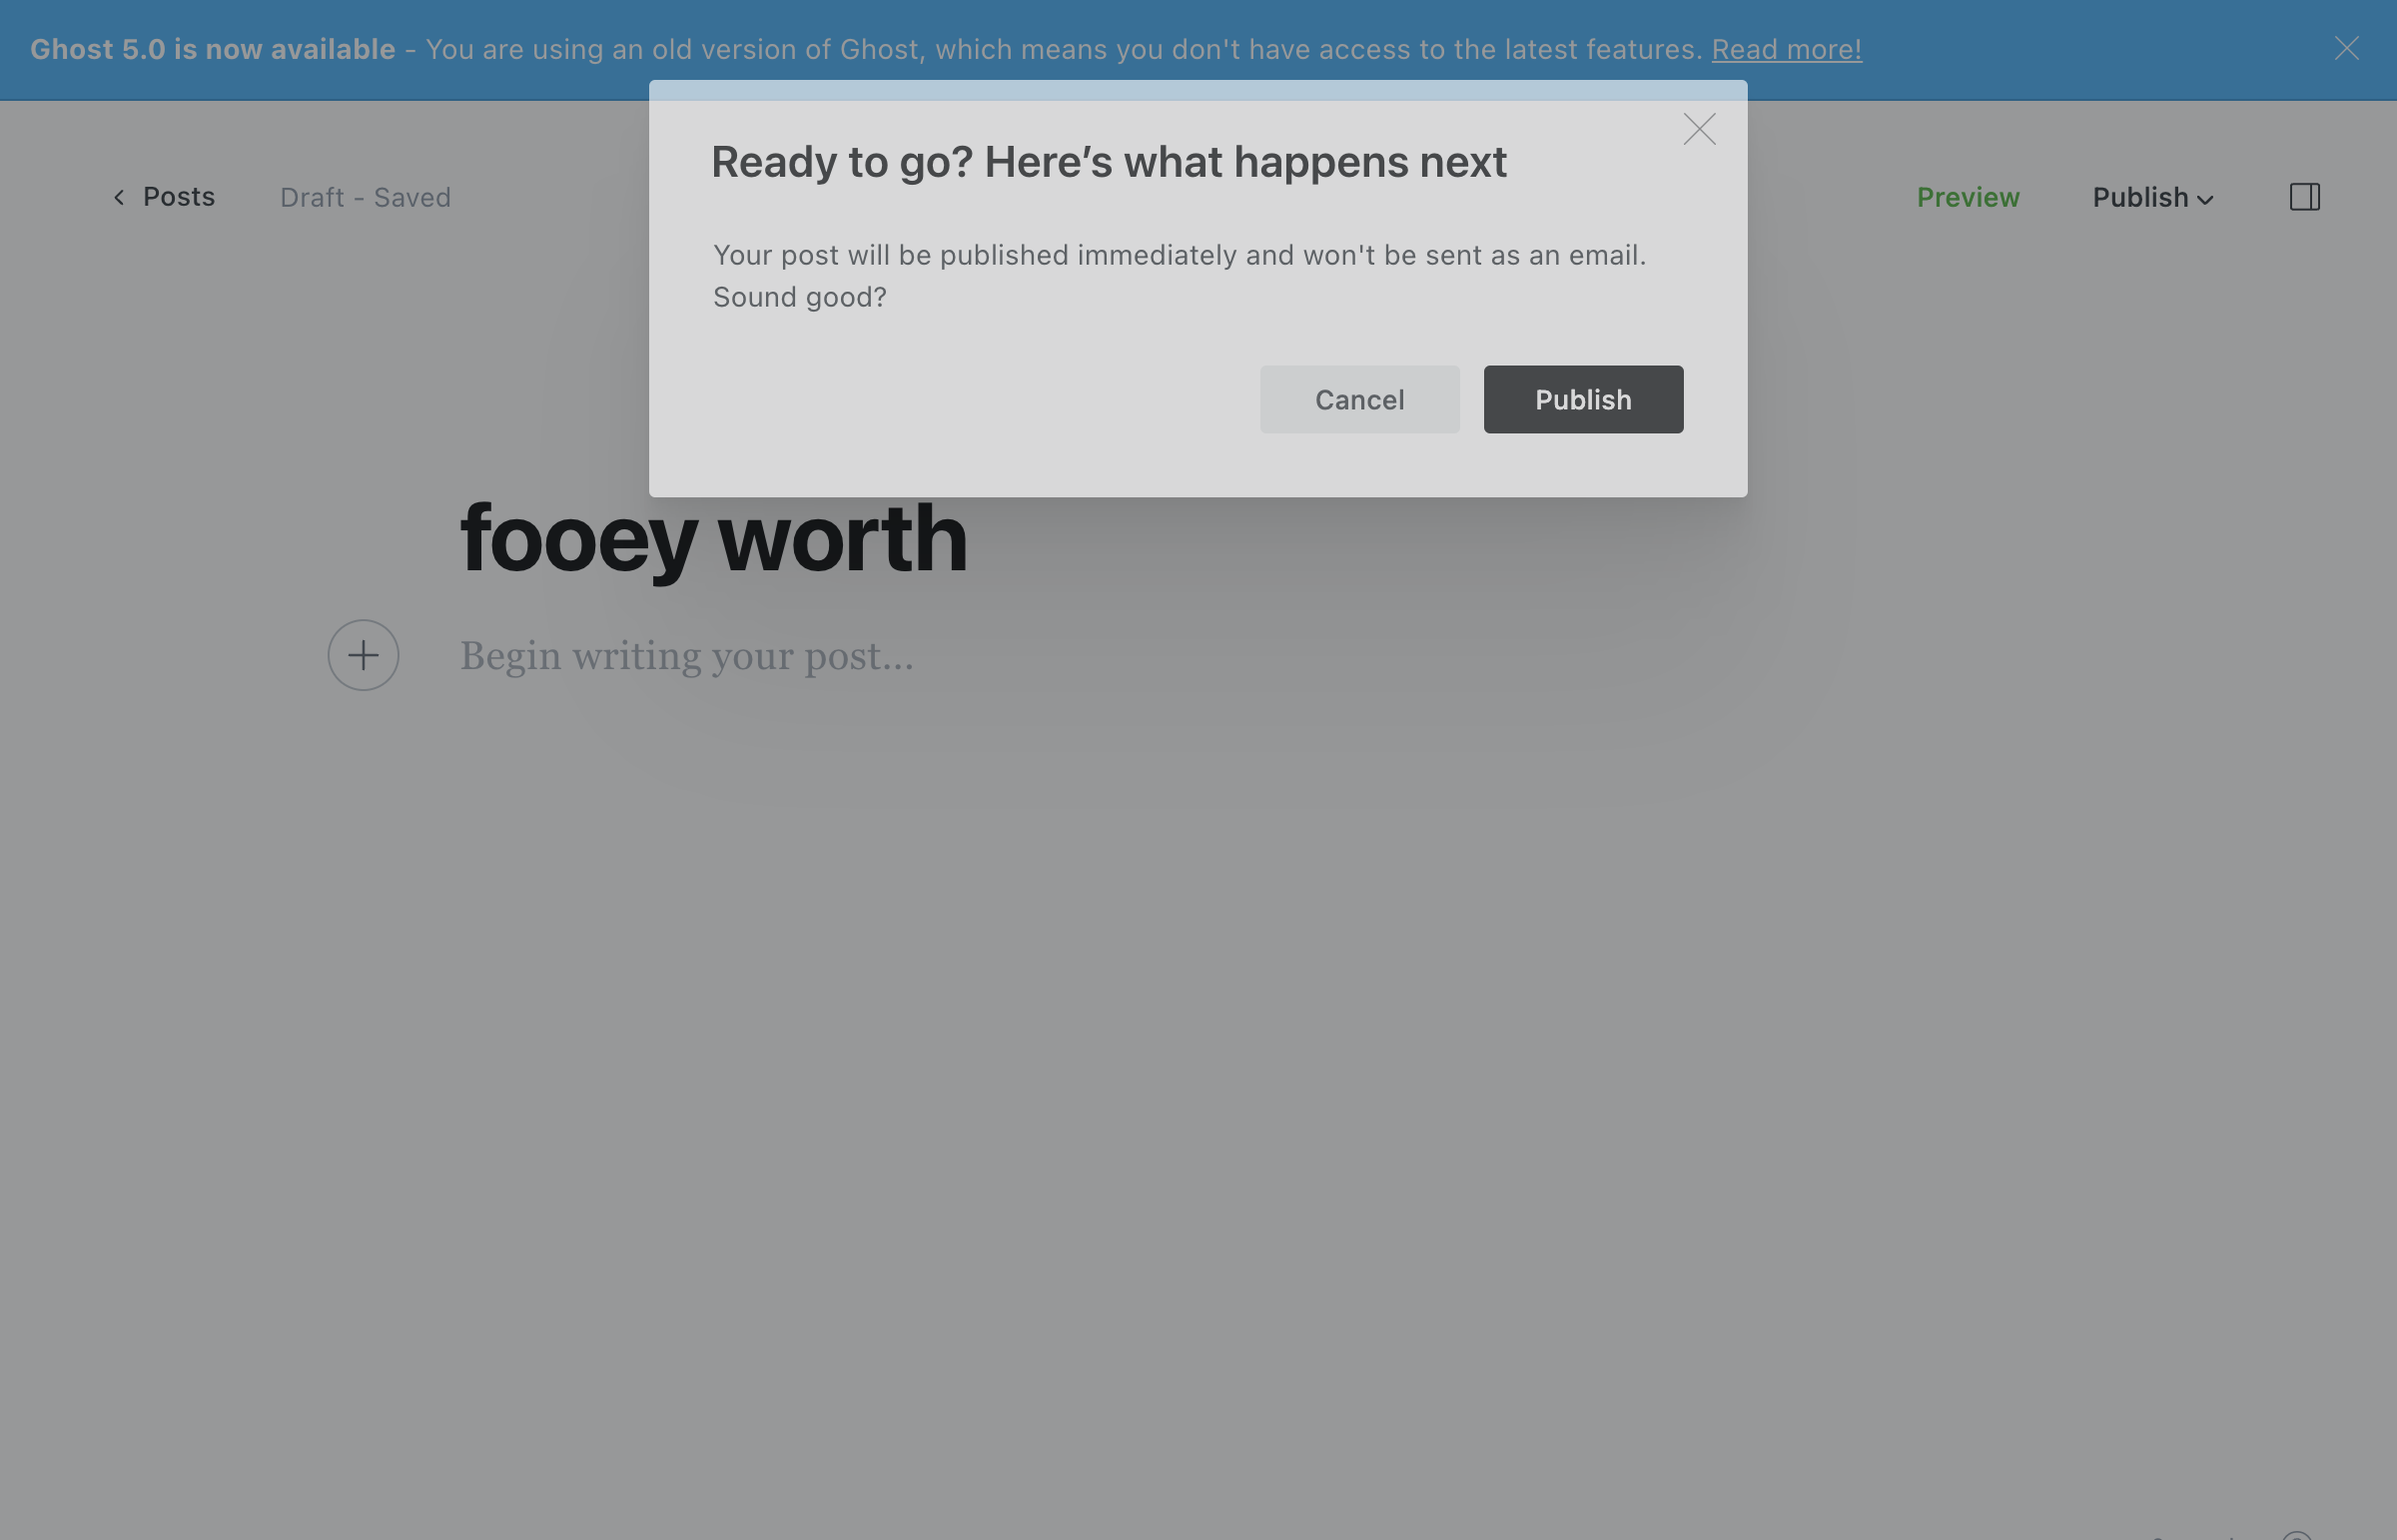 Ghost 5.0 is now available - You are using an old version of Ghost, which means you don't have access to the latest features. Read more!
Ready to go? Here’s what happens next
Posts
Draft - Saved
Preview
Publish
Your post will be published immediately and won't be sent as an email.
Sound good?
Cancel
Publish
fooey worth
Begin writing your post...